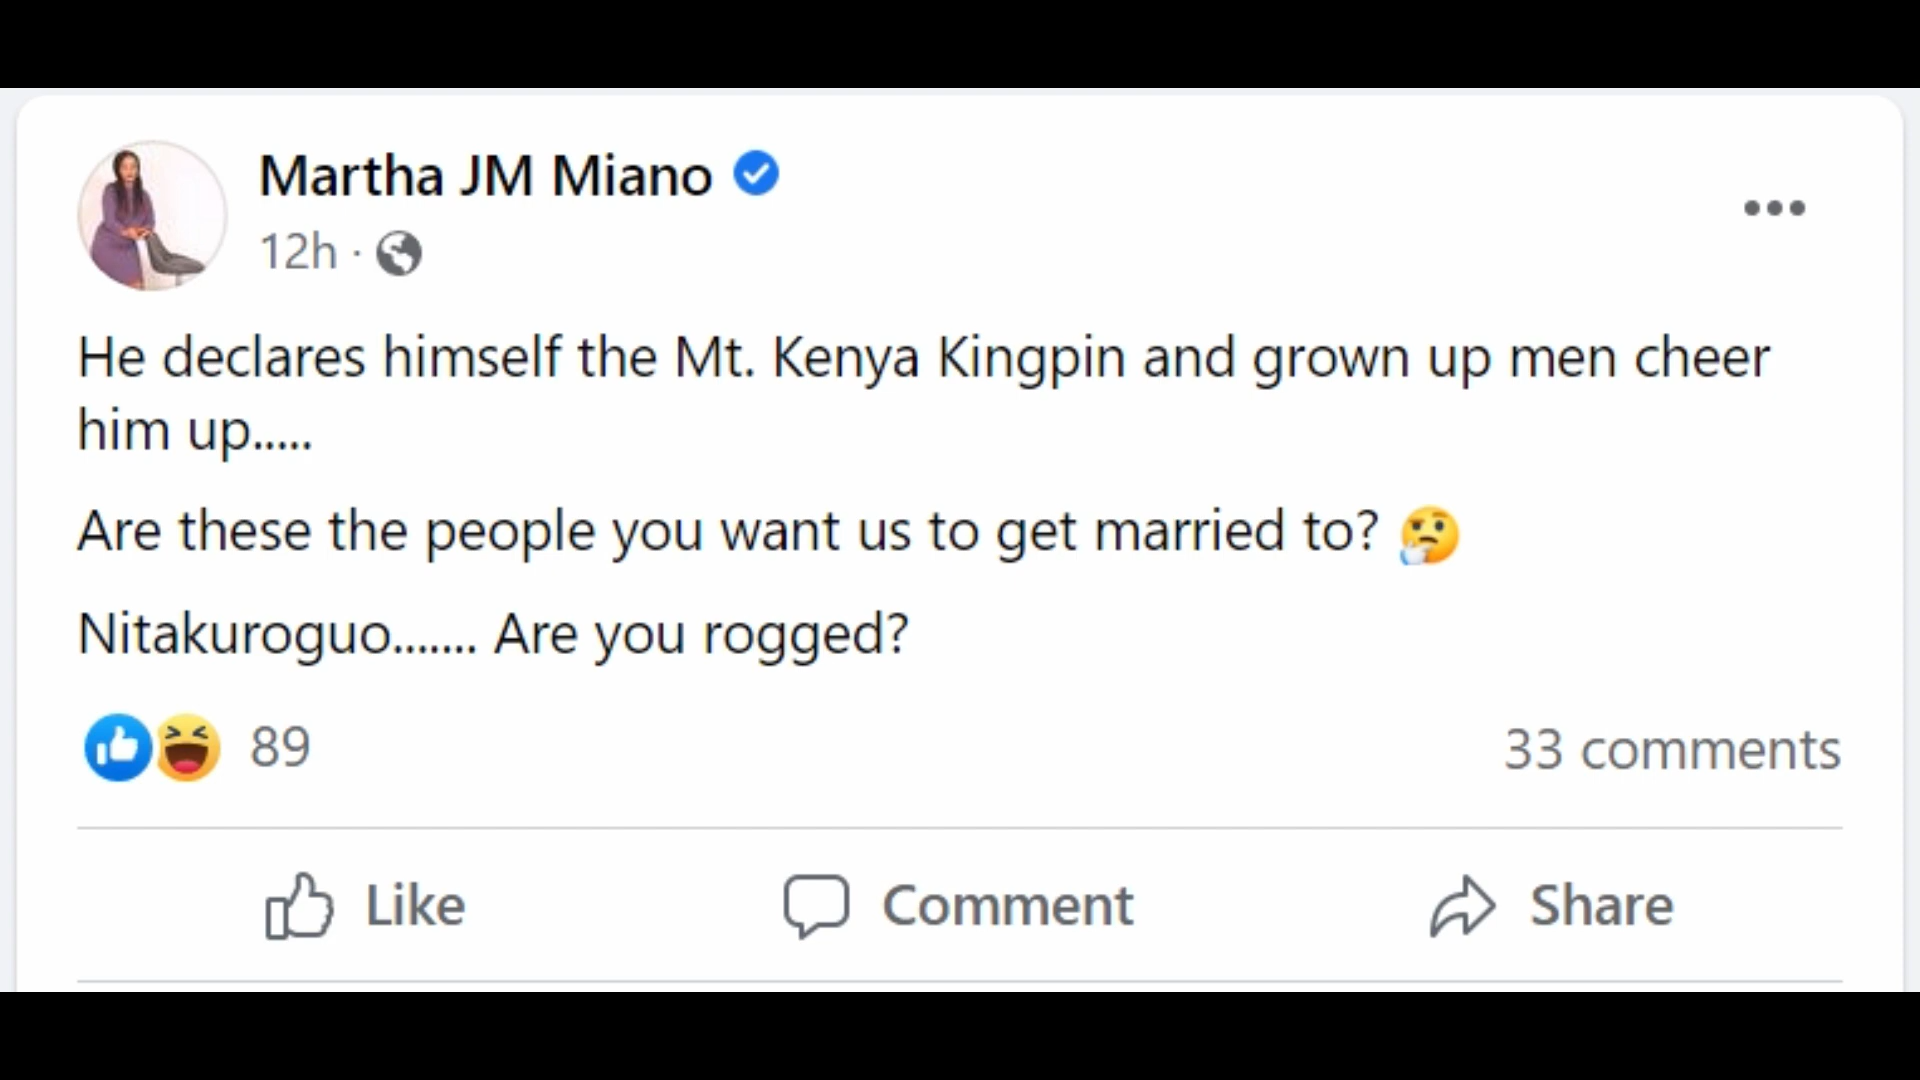 Martha JM Miano
12h ·
He declares himself the Mt. Kenya Kingpin and grown up men cheer
him up.....
Are these the people you want us to get married to? 🤔
Nitakuroguo....... Are you rogged?
89
33 comments
Like
Comment
Share